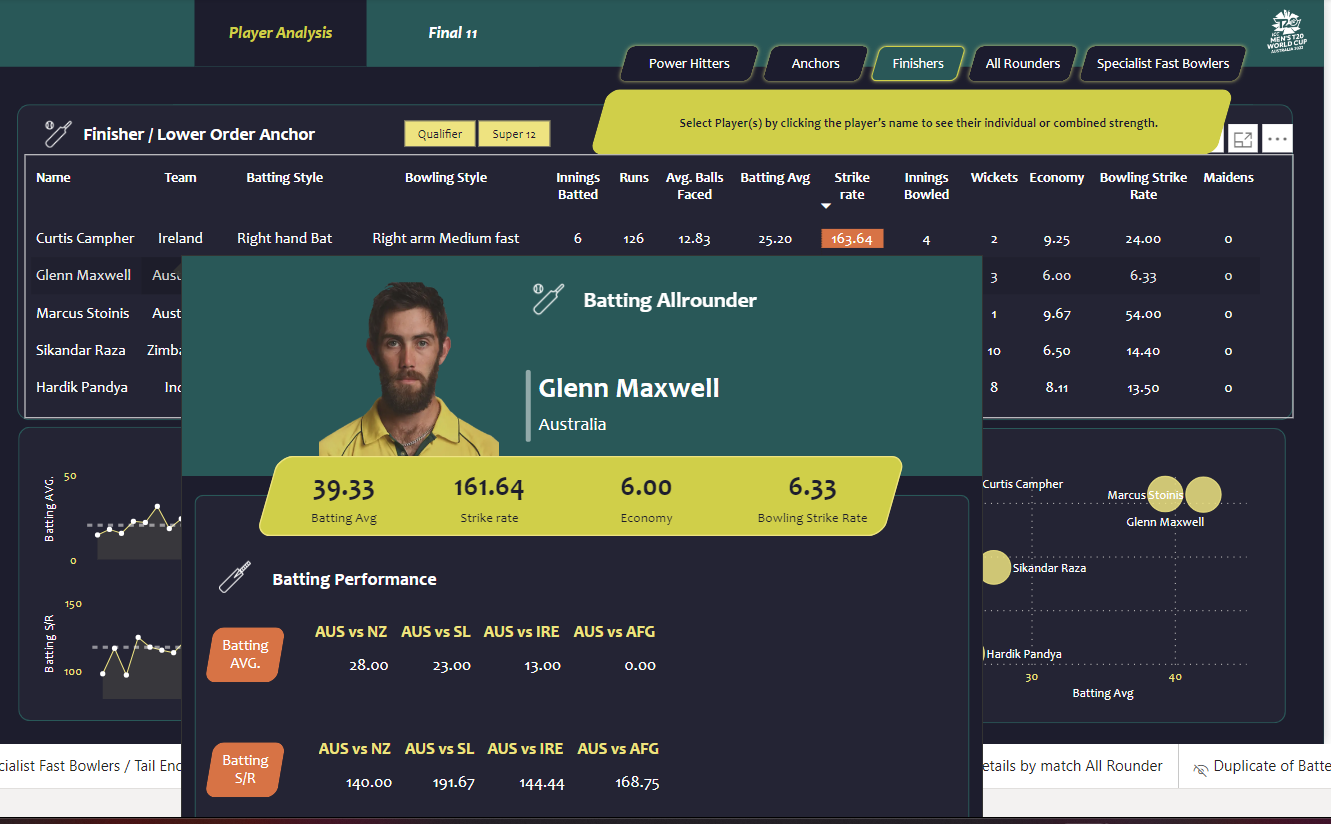 Player Analysis
Final 11
T20
ICC
MEN'S T20
WORLD CUP
AUSTRALIA 2022
Power Hitters
Anchors
Finishers
All Rounders
Specialist Fast Bowlers
Select Player(s) by clicking the player's name to see their individual or combined strength.
Finisher / Lower Order Anchor
Qualifier
Super 12
Name Team Batting Style Bowling Style Innings Batted Runs Avg. Balls Faced Batting Avg Strike rate Innings Bowled Wickets Economy Bowling Strike Rate Maidens
Curtis Campher Ireland Right hand Bat Right arm Medium fast 6 126 12.83 25.20 163.64 4 2 9.25 24.00 0
Glenn Maxwell Aus 3 6.00 6.33 0
Marcus Stoinis Aust 1 9.67 54.00 0
Sikandar Raza Zimba 10 6.50 14.40 0
Hardik Pandya Inc 8 8.11 13.50 0
Batting Allrounder
Glenn Maxwell
Australia
39.33 161.64 6.00 6.33
Batting Avg Strike rate Economy Bowling Strike Rate
Batting Performance
AUS vs NZ AUS vs SL AUS vs IRE AUS vs AFG
Batting
AVG.
28.00 23.00 13.00 0.00
AUS vs NZ AUS vs SL AUS vs IRE AUS vs AFG
Batting
S/R
140.00 191.67 144.44 168.75
Batting AVG.
50
0
Batting S/R
150
100
Curtis Campher
Marcus Stoinis
Glenn Maxwell
Sikandar Raza
Hardik Pandya
30 40
Batting Avg
cialist Fast Bowlers / Tail Enc
etails by match All Rounder
Duplicate of Batte